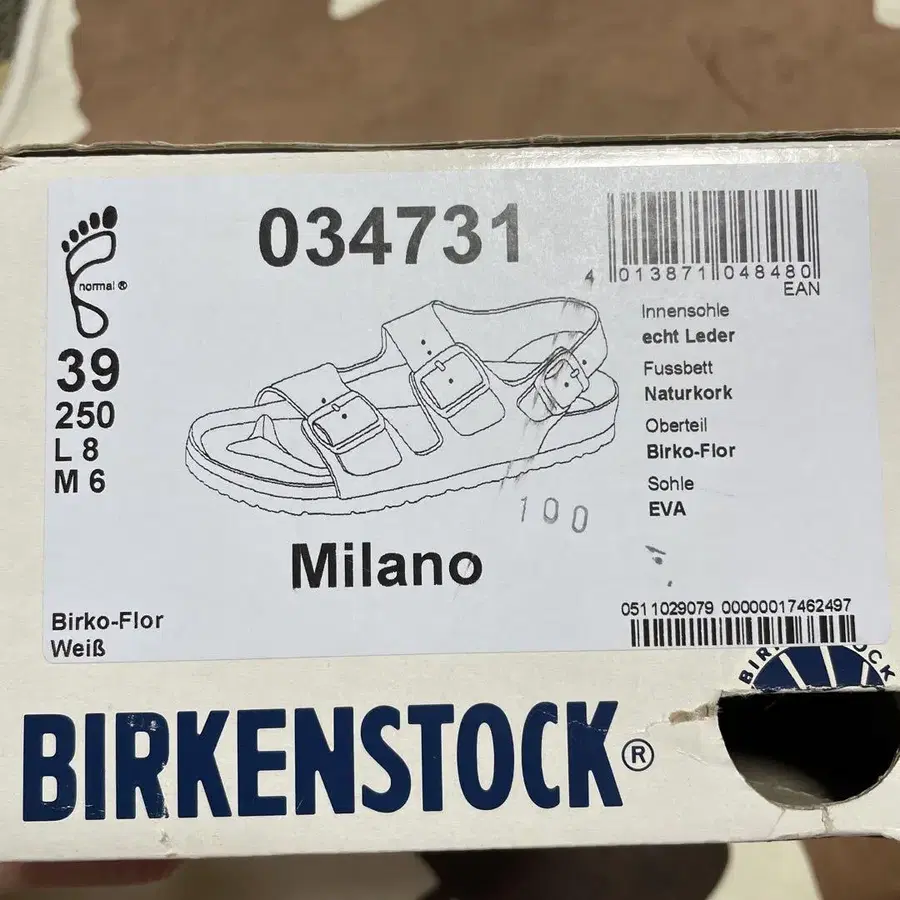 034731
4 013871 048480
EAN
normal ®
39
250
L 8
M 6
Innensohle
echt Leder
Fussbett
Naturkork
Oberteil
Birko-Flor
Sohle
EVA
100
Milano
Birko-Flor
Weiß
0511029079 00000017462497
BIRKENSTOCK®